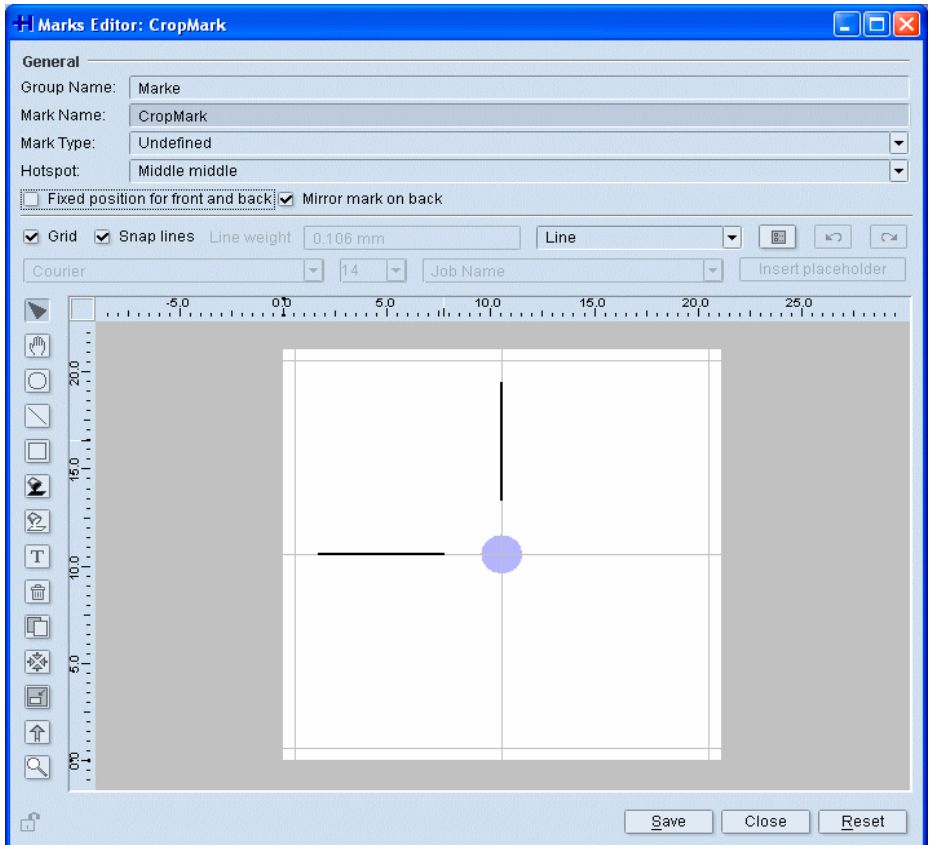 Marks Editor: CropMark
General
Group Name: Marke
Mark Name: CropMark
Mark Type: Undefined
Hotspot: Middle middle
Fixed position for front and back Mirror mark on back
Grid Snap lines Line weight 0.106 mm Line
Courier 14 Job Name Insert placeholder
-5.0 0.0 5.0 10.0 15.0 20.0 25.0
20.0
15.0
T
10.0
5.0
0.0
Save Close Reset